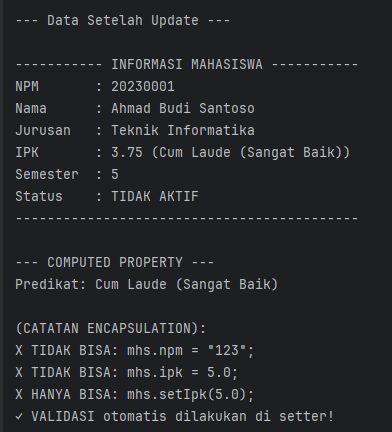 --- Data Setelah Update ---
----------- INFORMASI MAHASISWA -----------
NPM       : 20230001
Nama      : Ahmad Budi Santoso
Jurusan   : Teknik Informatika
IPK       : 3.75 (Cum Laude (Sangat Baik))
Semester  : 5
Status    : TIDAK AKTIF
-------------------------------------------
--- COMPUTED PROPERTY ---
Predikat: Cum Laude (Sangat Baik)
(CATATAN ENCAPSULATION):
X TIDAK BISA: mhs.npm = "123";
X TIDAK BISA: mhs.ipk = 5.0;
X HANYA BISA: mhs.setIpk(5.0);
✓ VALIDASI otomatis dilakukan di setter!